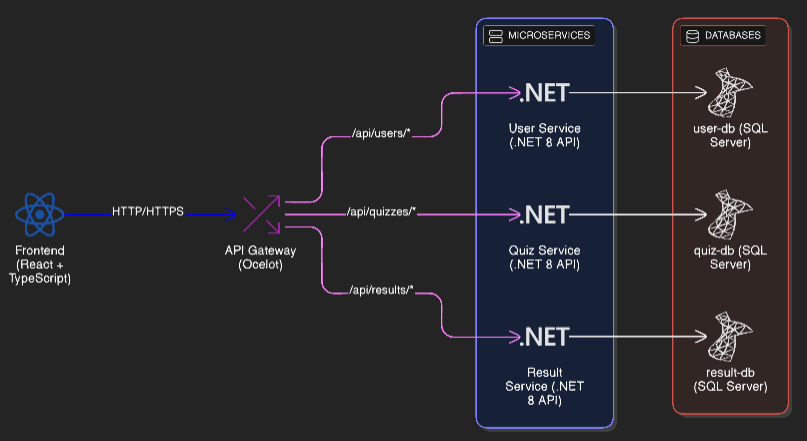 MICROSERVICES
DATABASES
.NET
User Service
(.NET 8 API)
user-db (SQL
Server)
/api/users/*
HTTP/HTTPS
/api/quizzes/*
.NET
Frontend
(React +
TypeScript)
API Gateway
(Ocelot)
Quiz Service
(.NET 8 API)
quiz-db (SQL
Server)
/api/results/*
.NET
Result
Service (.NET
8 API)
result-db
(SQL Server)